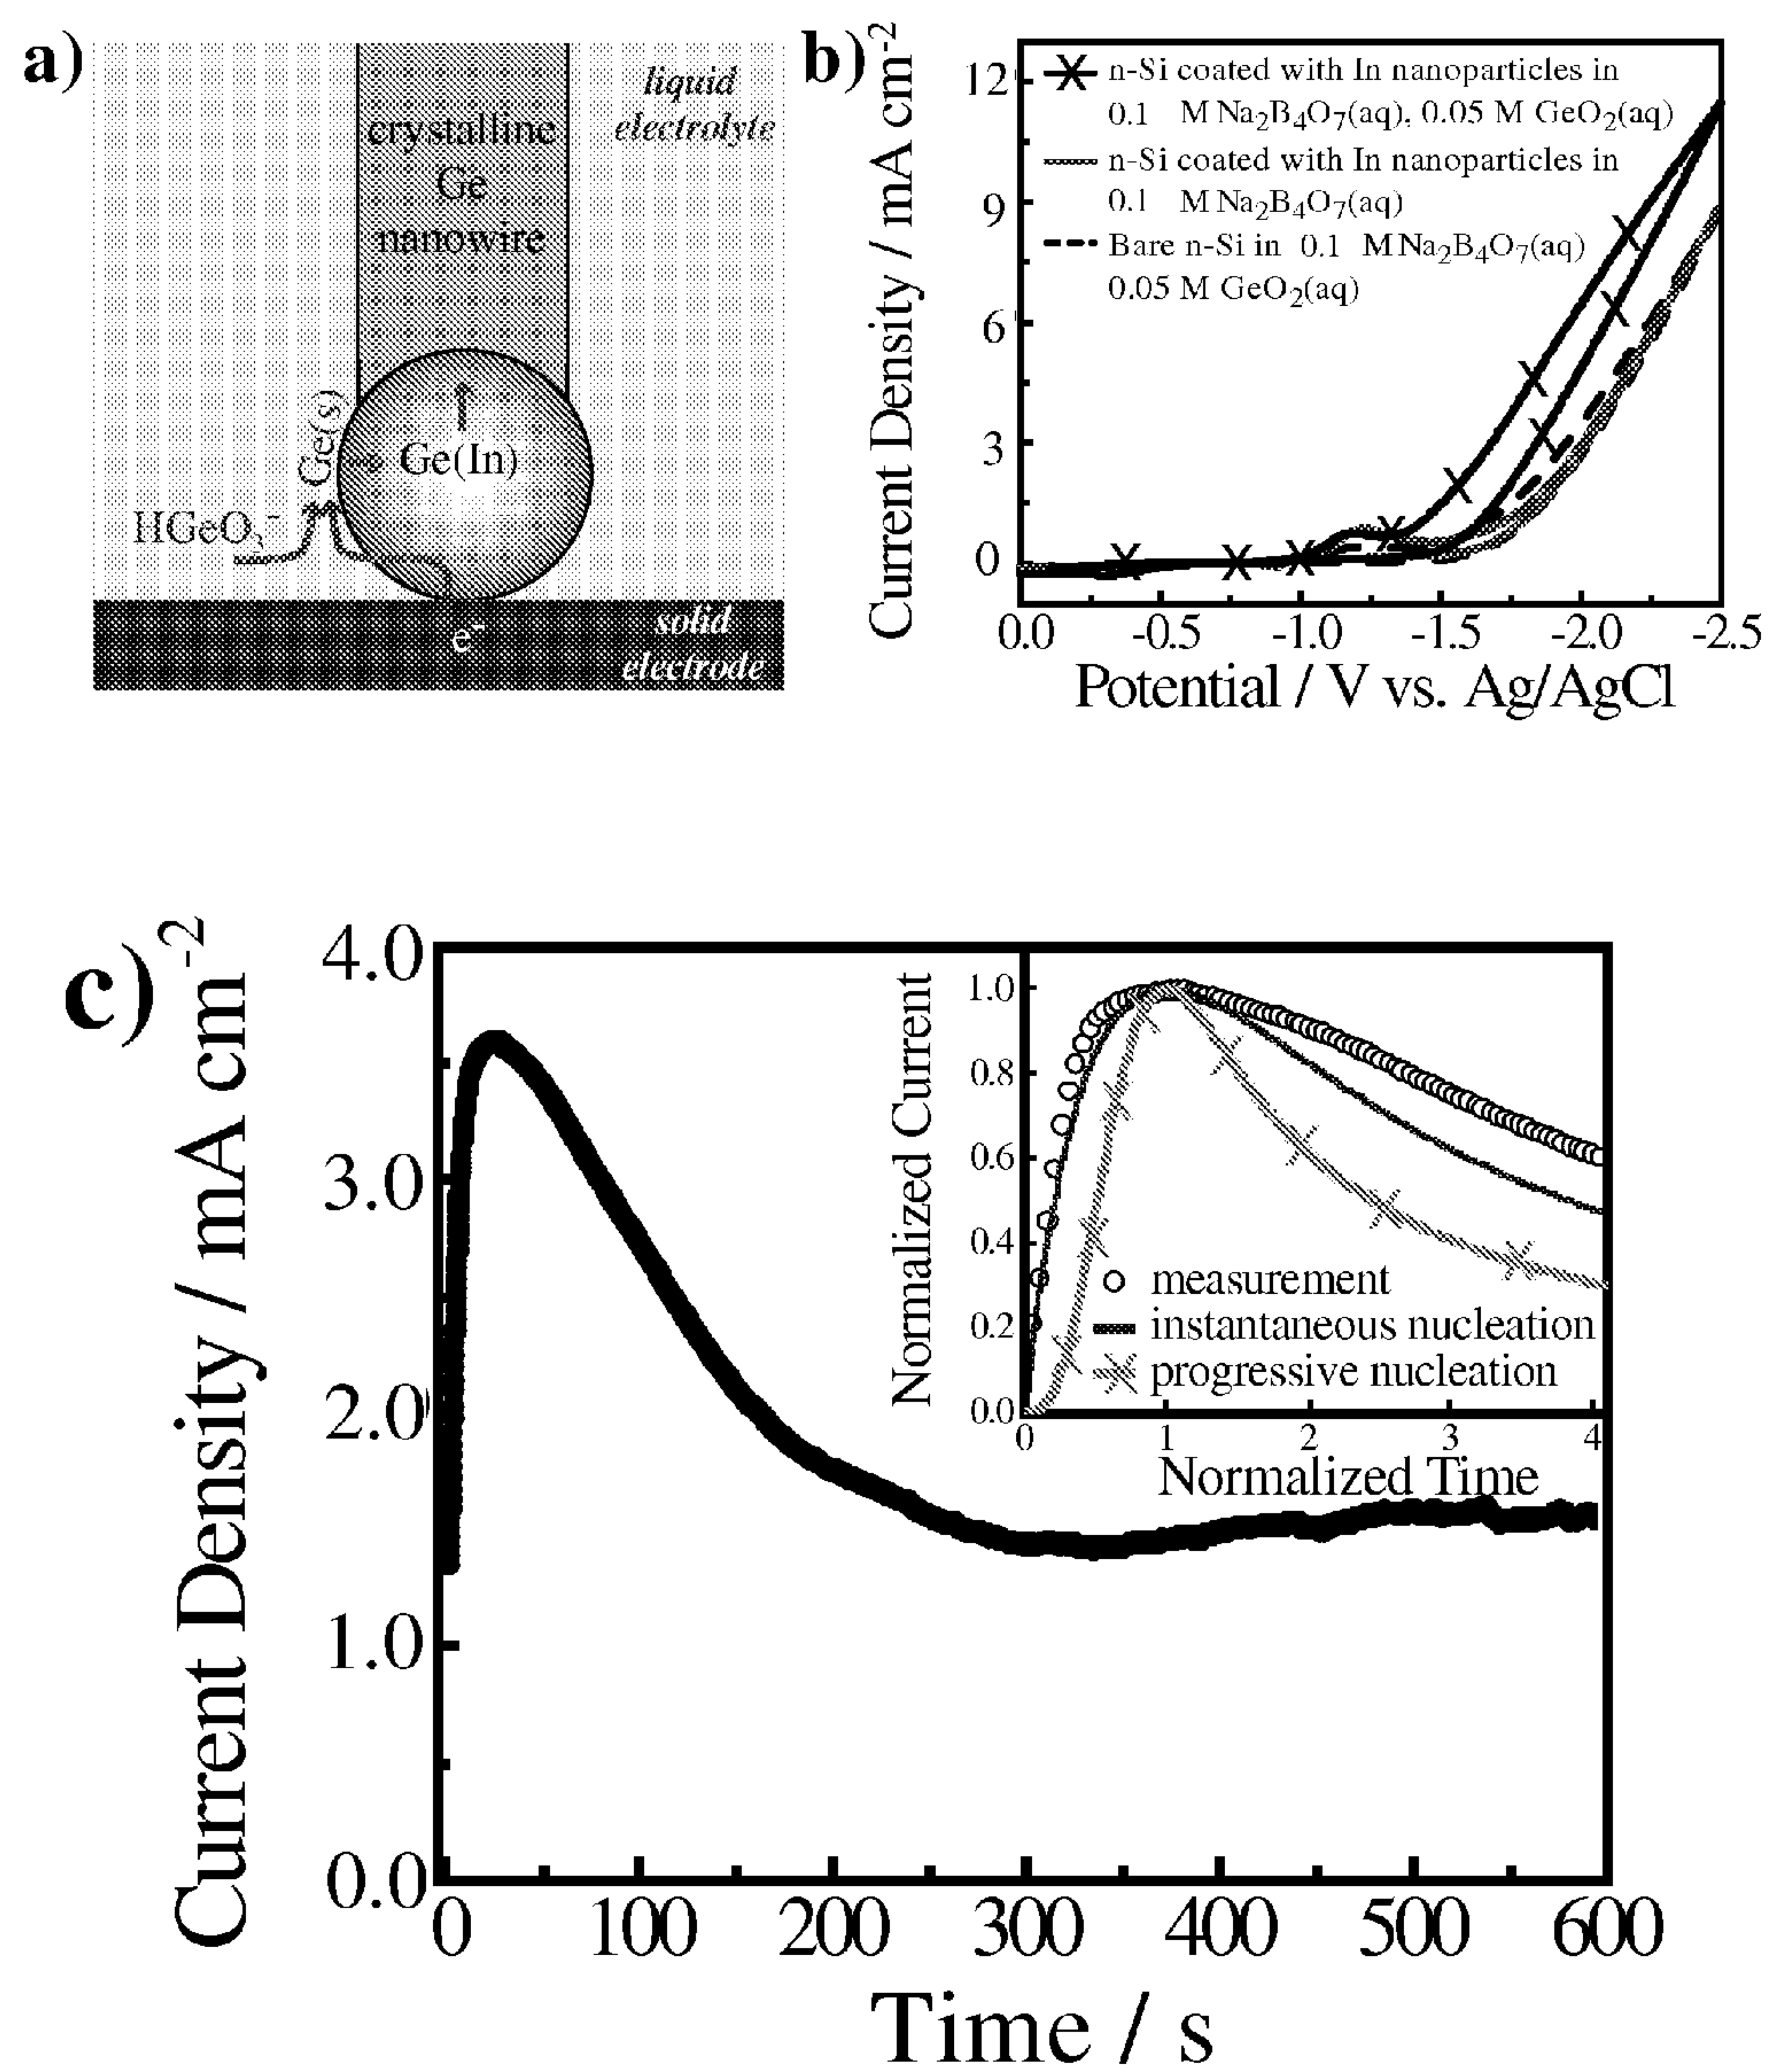 a)
liquid
electrolyte
crystalline
Ge
nanowire
Ge(s)
Ge(In)
HGeO₃⁻
e⁻
solid
electrode
b)
Current Density / mA cm⁻²
12
9
6
3
0
n-Si coated with In nanoparticles in
0.1 M Na₂B₄O₇(aq), 0.05 M GeO₂(aq)
n-Si coated with In nanoparticles in
0.1 M Na₂B₄O₇(aq)
Bare n-Si in 0.1 M Na₂B₄O₇(aq)
0.05 M GeO₂(aq)
0.0 -0.5 -1.0 -1.5 -2.0 -2.5
Potential / V vs. Ag/AgCl
c)
Current Density / mA cm⁻²
4.0
3.0
2.0
1.0
0.0
0 100 200 300 400 500 600
Time / s
Normalized Current
1.0
0.8
0.6
0.4
0.2
0.0
measurement
instantaneous nucleation
progressive nucleation
0 1 2 3 4
Normalized Time